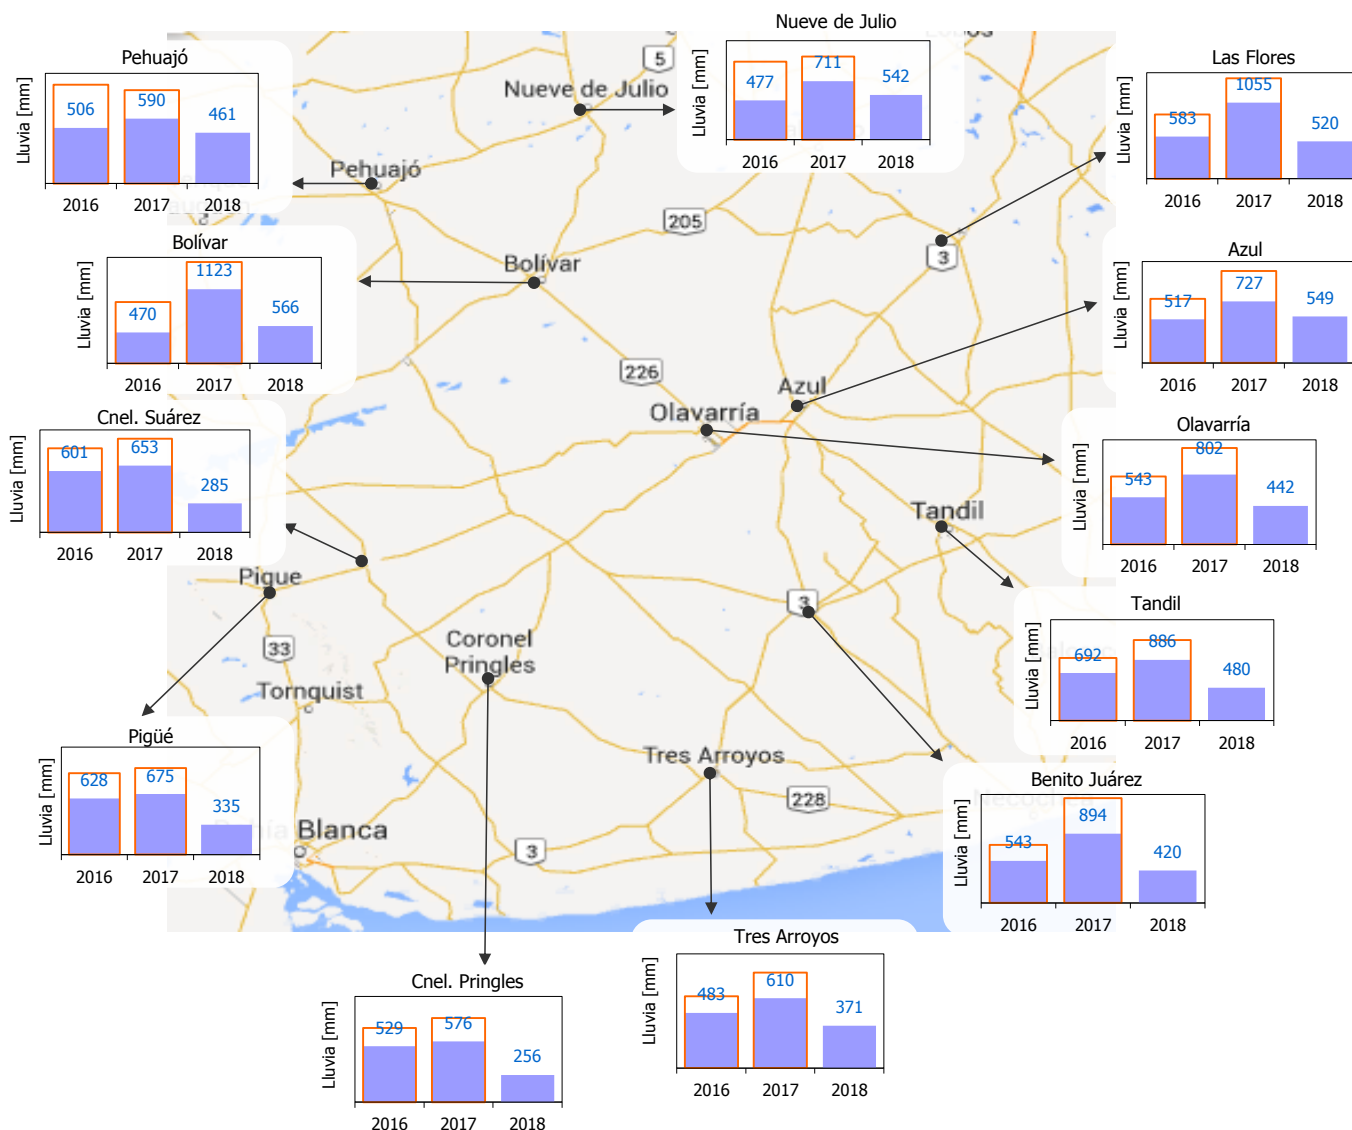 Nueve de Julio
Lluvia [mm]
477
711
542
2016
2017
2018
Pehuajó
Lluvia [mm]
506
590
461
2016
2017
2018
Las Flores
Lluvia [mm]
583
1055
520
2016
2017
2018
Bolívar
Lluvia [mm]
470
1123
566
2016
2017
2018
Azul
Lluvia [mm]
517
727
549
2016
2017
2018
Cnel. Suárez
Lluvia [mm]
601
653
285
2016
2017
2018
Olavarría
Lluvia [mm]
543
802
442
2016
2017
2018
Tandil
Lluvia [mm]
692
886
480
2016
2017
2018
Pigüé
Lluvia [mm]
628
675
335
2016
2017
2018
Benito Juárez
Lluvia [mm]
543
894
420
2016
2017
2018
Tres Arroyos
Lluvia [mm]
483
610
371
2016
2017
2018
Cnel. Pringles
Lluvia [mm]
529
576
256
2016
2017
2018
5
Nueve de Julio
Pehuajó
205
Bolívar
3
226
Azul
Olavarría
Tandil
Pigue
3
33
Coronel
Pringles
Tornquist
Tres Arroyos
228
Blanca
3